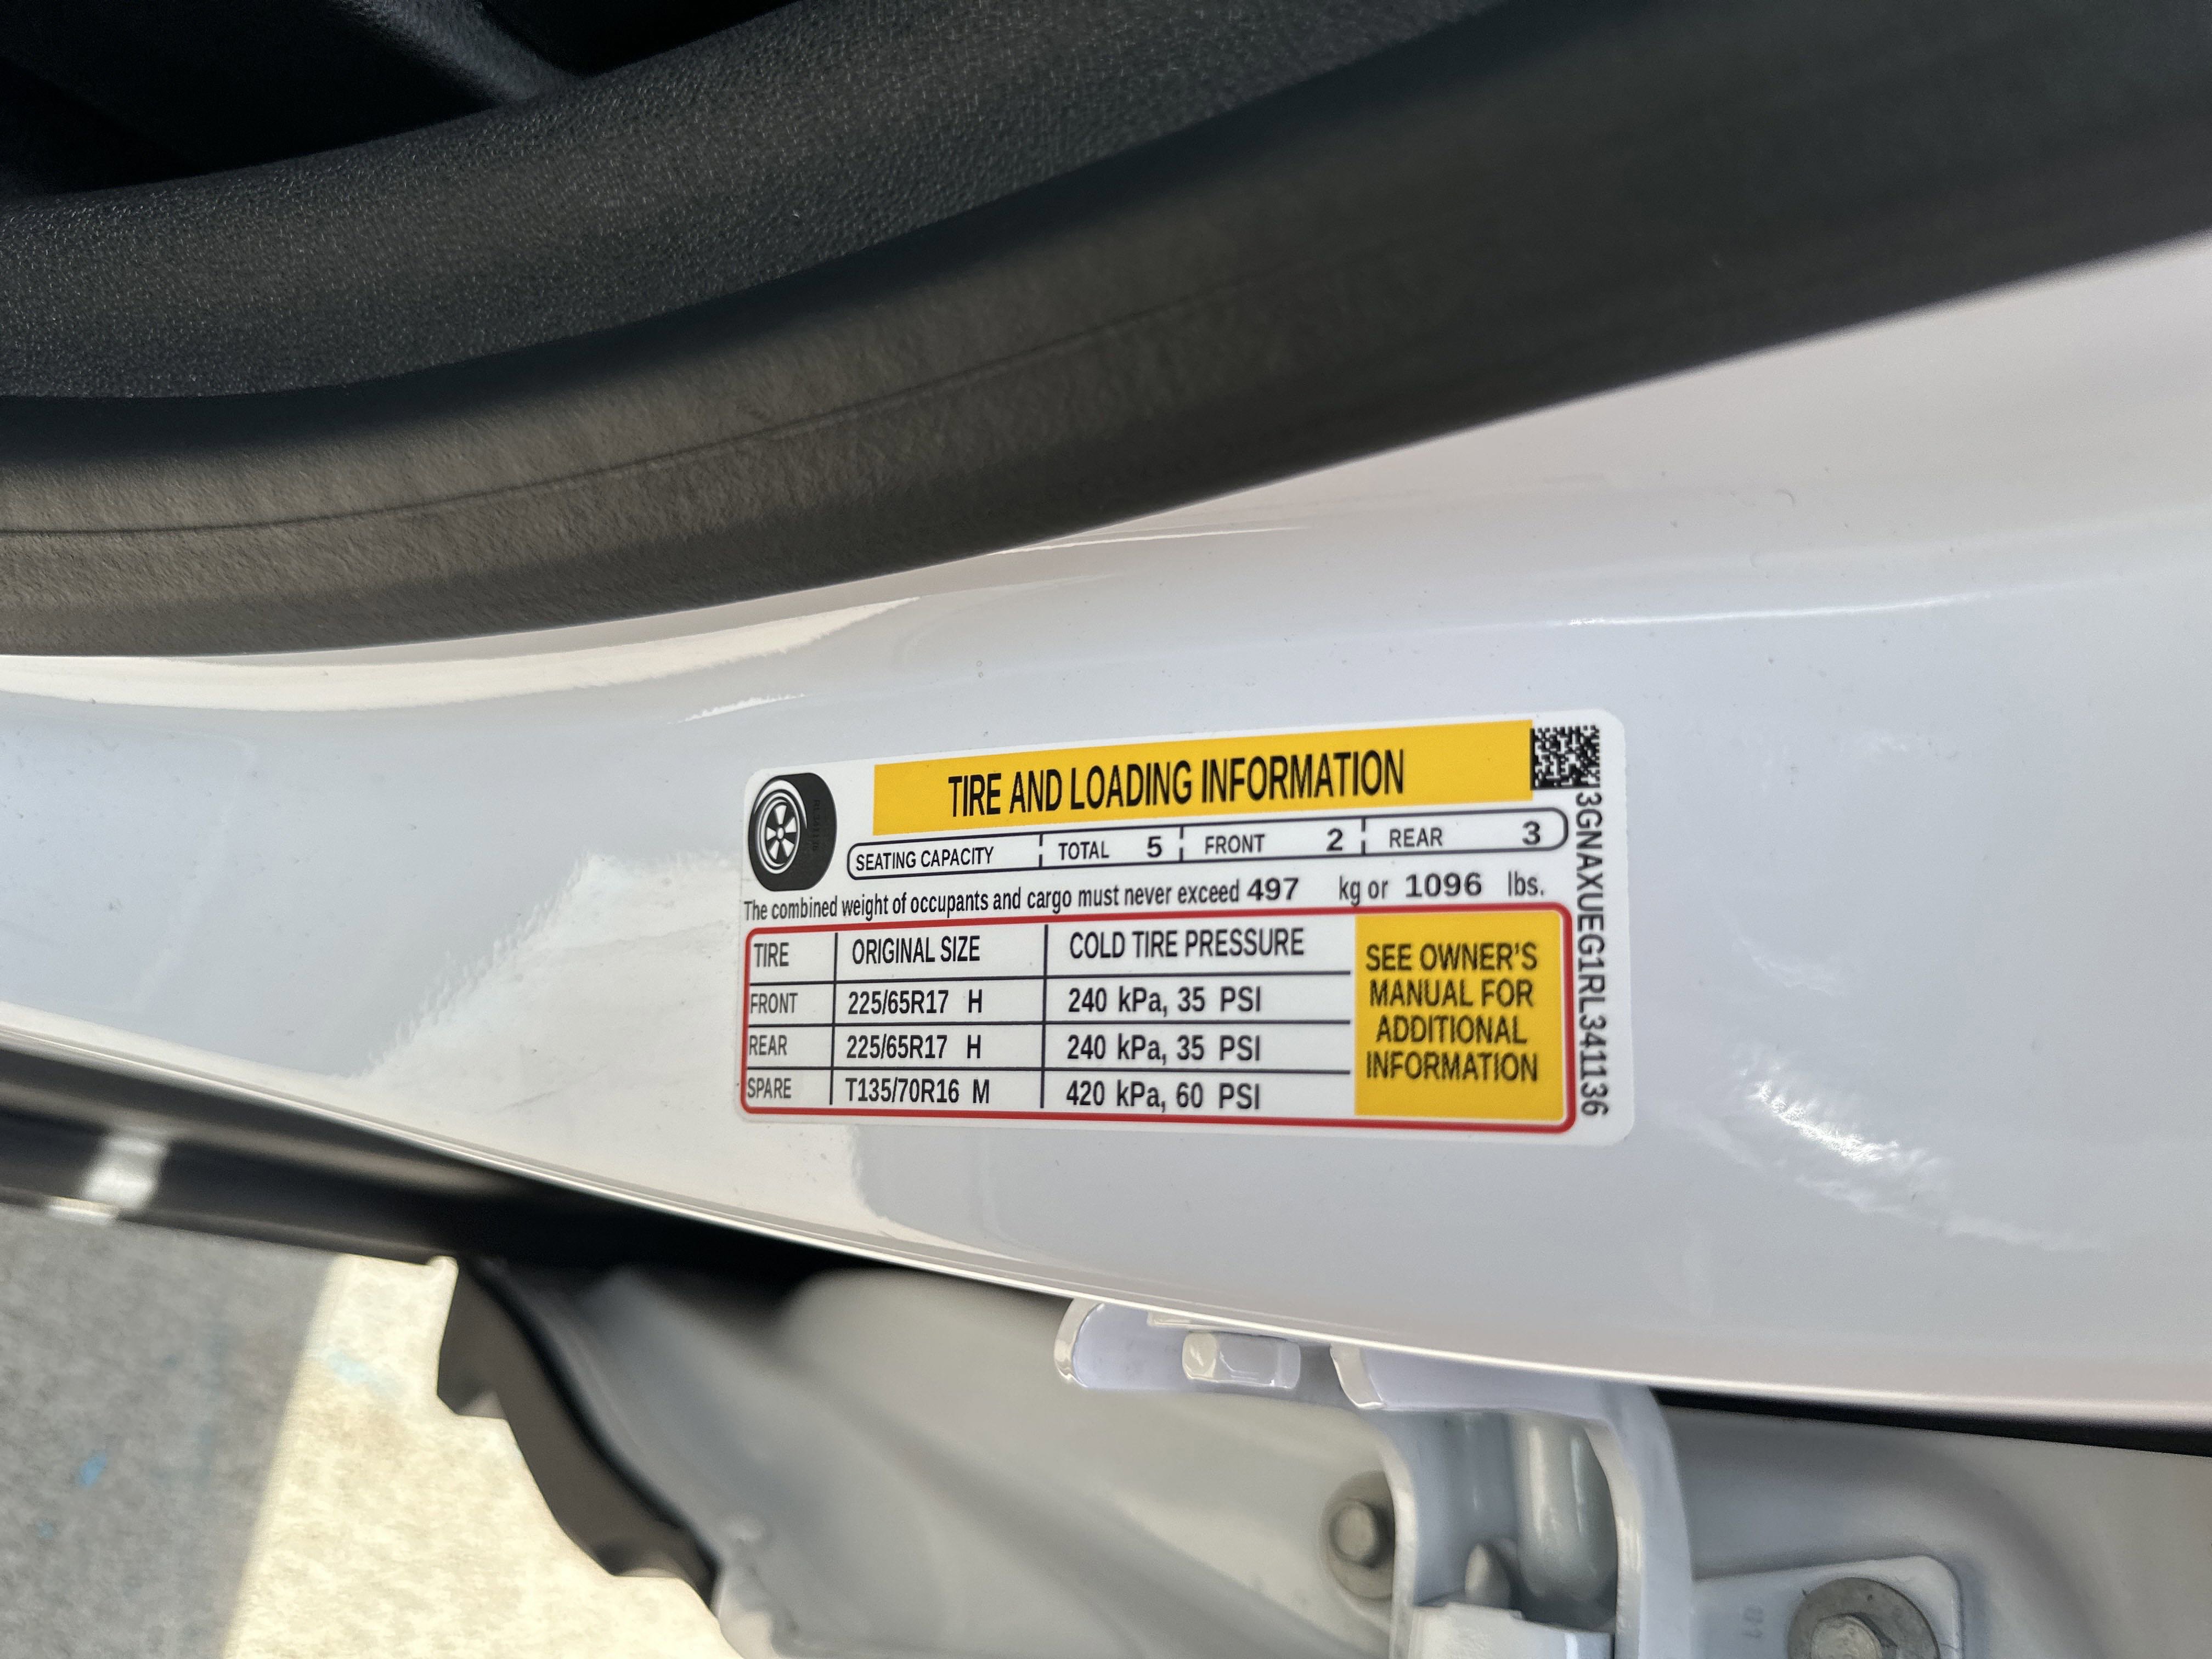 TIRE AND LOADING INFORMATION
SEATING CAPACITY TOTAL 5 FRONT 2 REAR 3
The combined weight of occupants and cargo must never exceed 497 kg or 1096 lbs.
TIRE ORIGINAL SIZE COLD TIRE PRESSURE
FRONT 225/65R17 H 240 kPa, 35 PSI
REAR 225/65R17 H 240 kPa, 35 PSI
SPARE T135/70R16 M 420 kPa, 60 PSI
SEE OWNER'S
MANUAL FOR
ADDITIONAL
INFORMATION
3GNAXUEG1RL341136